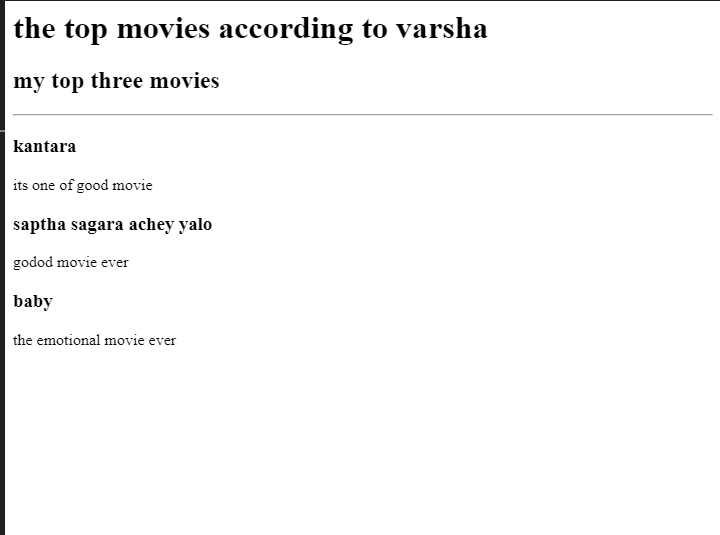 the top movies according to varsha
my top three movies
kantara
its one of good movie
saptha sagara achey yalo
godod movie ever
baby
the emotional movie ever